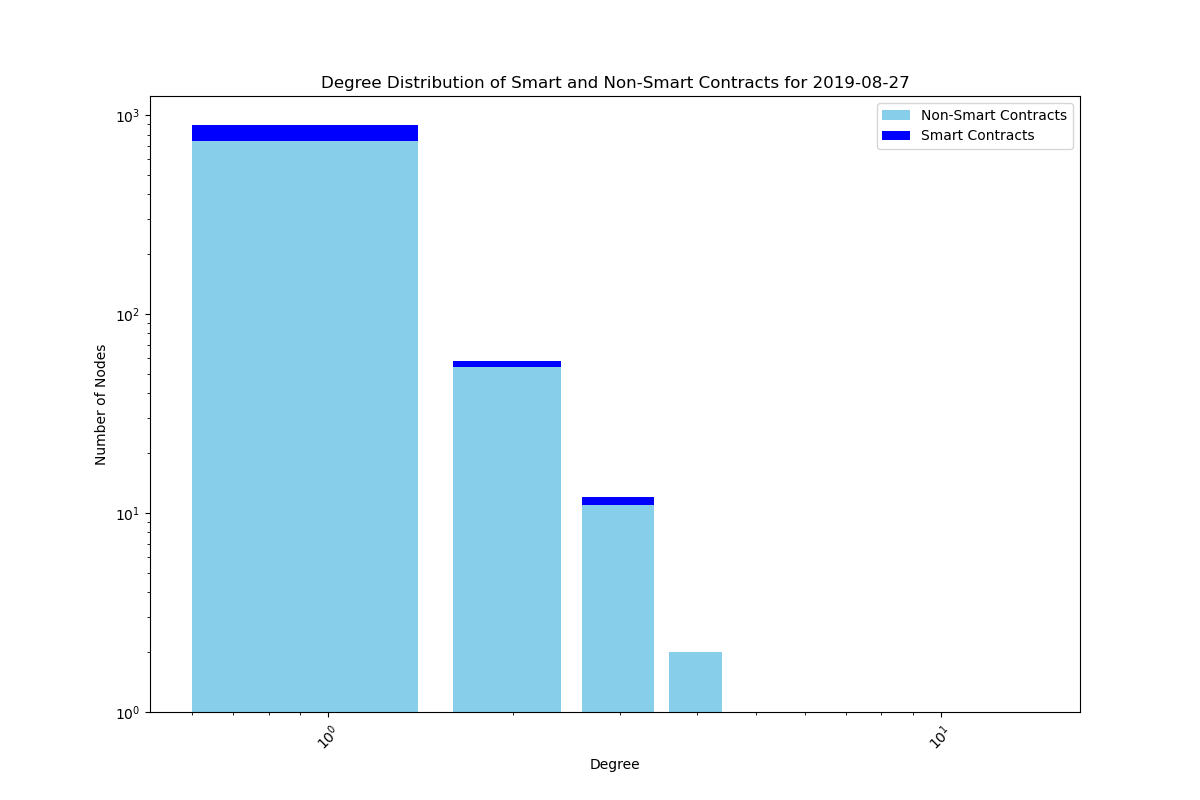 Degree Distribution of Smart and Non-Smart Contracts for 2019-08-27
Non-Smart Contracts
Smart Contracts
Number of Nodes
10³
10²
10¹
10⁰
10⁰
10¹
Degree